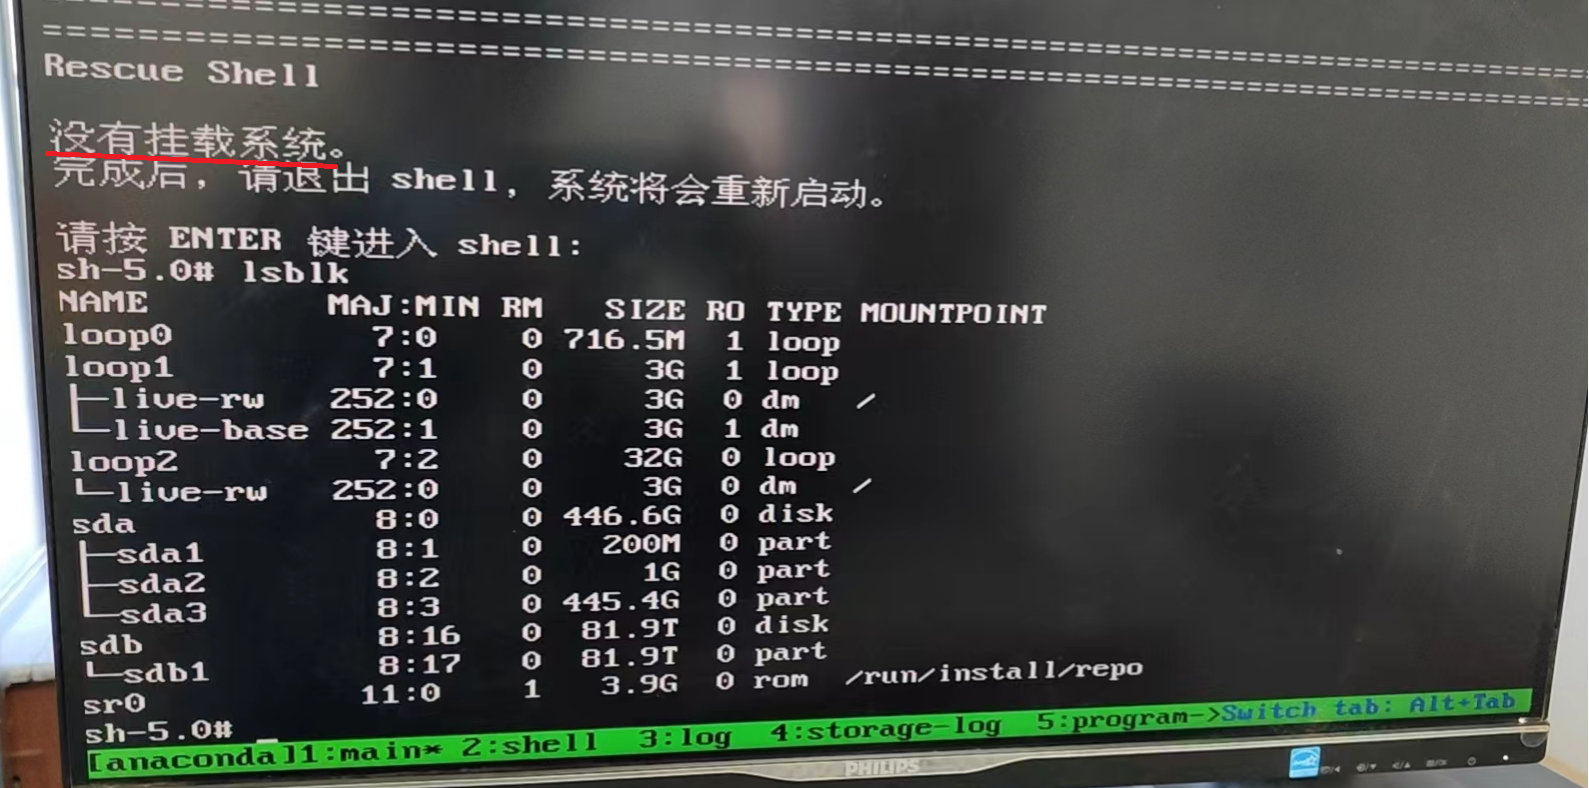 ================================================================================
================================================================================
Rescue Shell
没有挂载系统。
完成后，请退出 shell，系统将会重新启动。
请按 ENTER 键进入 shell:
sh-5.0# lsblk
NAME MAJ:MIN RM SIZE RO TYPE MOUNTPOINT
loop0 7:0 0 716.5M 1 loop
loop1 7:1 0 3G 1 loop
├─live-rw 252:0 0 3G 0 dm /
└─live-base 252:1 0 3G 1 dm
loop2 7:2 0 32G 0 loop
└─live-rw 252:0 0 3G 0 dm /
sda 8:0 0 446.6G 0 disk
├─sda1 8:1 0 200M 0 part
├─sda2 8:2 0 1G 0 part
└─sda3 8:3 0 445.4G 0 part
sdb 8:16 0 81.9T 0 disk
└─sdb1 8:17 0 81.9T 0 part
sr0 11:0 1 3.9G 0 rom /run/install/repo
sh-5.0# _
[anaconda]1:main* 2:shell 3:log 4:storage-log 5:program->Switch tab: Alt+Tab
PHILIPS